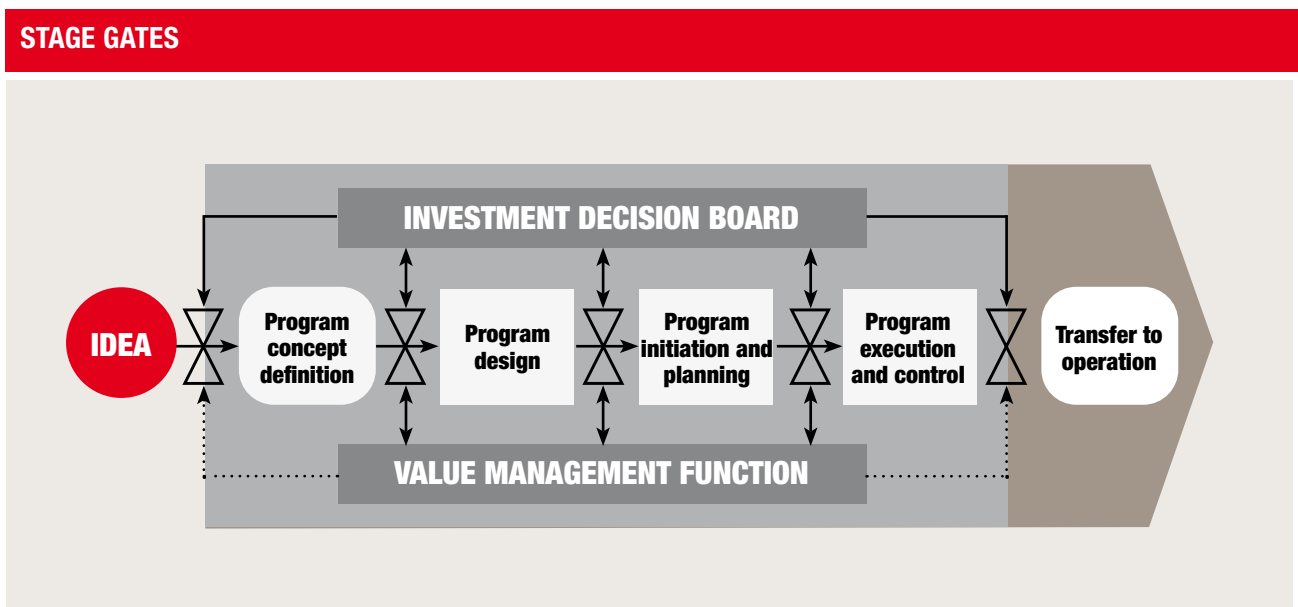 STAGE GATES
INVESTMENT DECISION BOARD
IDEA
Program
concept
definition
Program
design
Program
initiation and
planning
Program
execution
and control
Transfer to
operation
VALUE MANAGEMENT FUNCTION